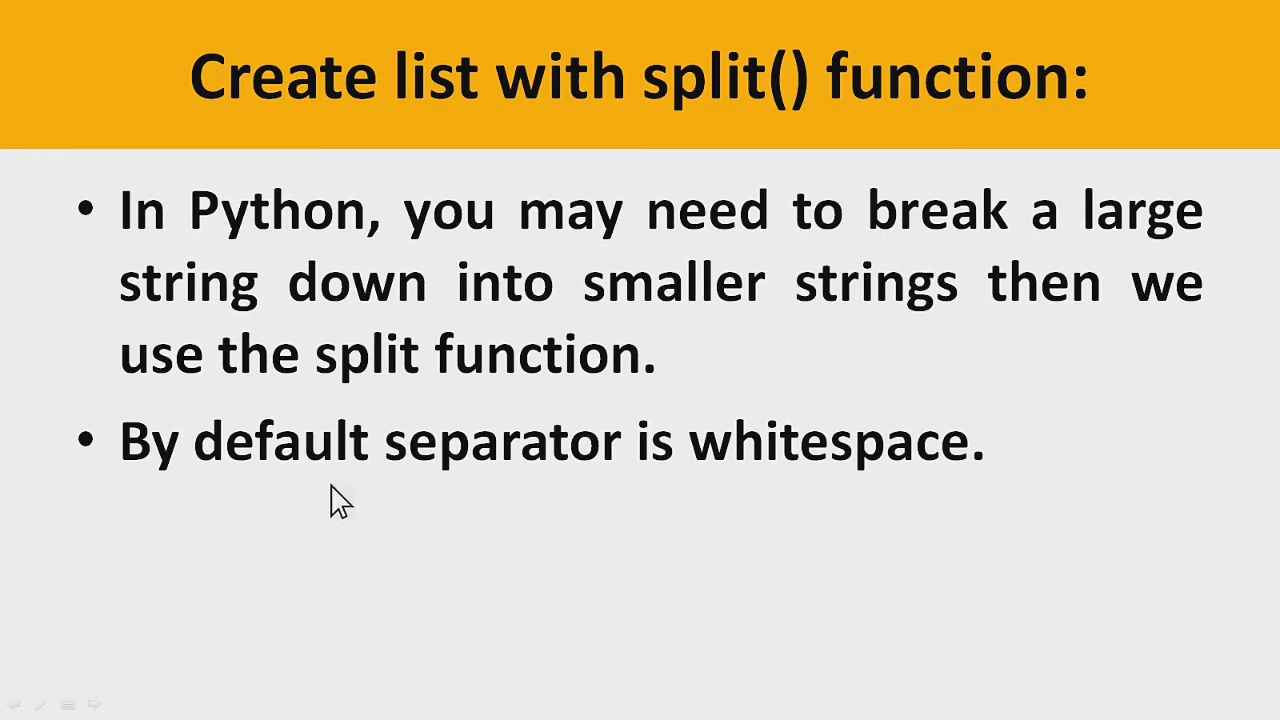 Create list with split() function:
• In Python, you may need to break a large
string down into smaller strings then we
use the split function.
• By default separator is whitespace.